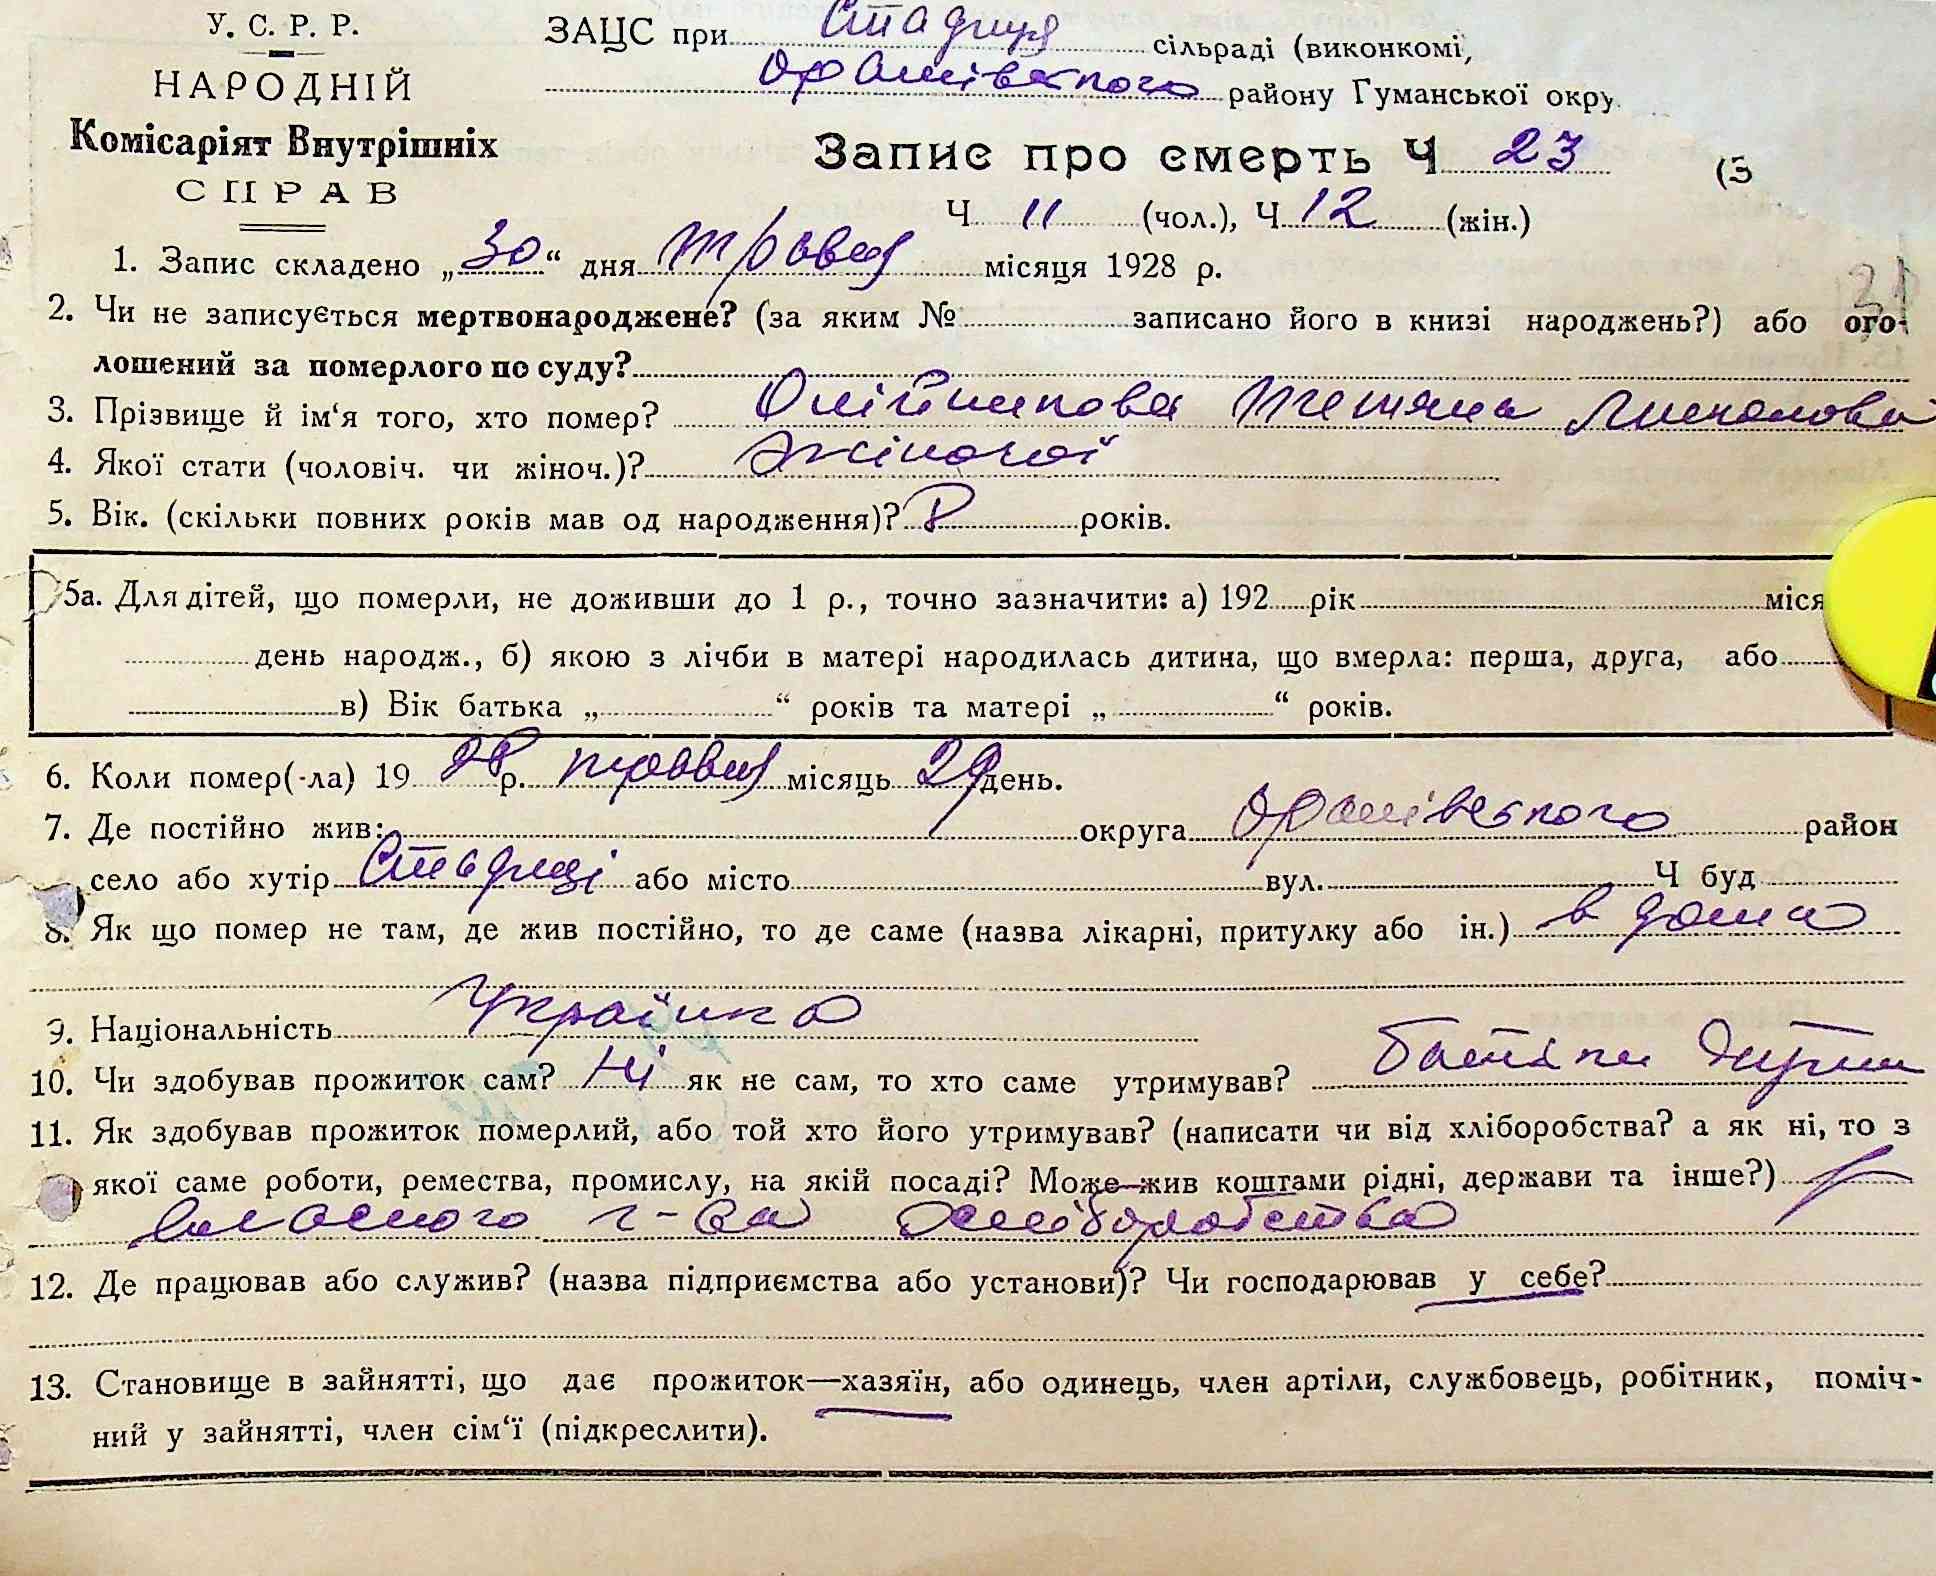 У. С. Р. Р.
НАРОДНІЙ
Комісаріят Внутрішніх
СПРАВ
ЗАЦС при Стадниця сільраді (виконкомі,
Оратівського району Гуманської окру
Запис про смерть Ч 23 (З
Ч 11 (чол.), Ч 12 (жін.)
1. Запис складено „30“ дня травня місяця 1928 р.
31
2. Чи не записується мертвонароджене? (за яким № записано його в книзі народжень?) або ого-
лошений за померлого по суду?
3. Прізвище й ім‘я того, хто помер? Олійникова Тетяна
4. Якої стати (чоловіч. чи жіноч.)? Жіночої
5. Вік. (скільки повних років мав од народження)? 8 років.
5а. Для дітей, що померли, не доживши до 1 р., точно зазначити: а) 192 рік міся
день народж., б) якою з лічби в матері народилась дитина, що вмерла: перша, друга, або
в) Вік батька „ “ років та матері „ “ років.
6. Коли помер(-ла) 19 28 р. травня місяць 29 день.
7. Де постійно жив: округа Оратівського район
село або хутір Стадниці або місто вул. Ч буд
8. Як що помер не там, де жив постійно, то де саме (назва лікарні, притулку або ін.) в дома
9. Національність Українка
10. Чи здобував прожиток сам? Ні як не сам, то хто саме утримував? батьки
11. Як здобував прожиток померлий, або той хто його утримував? (написати чи від хліборобства? а як ні, то з
якої саме роботи, ремества, промислу, на якій посаді? Може жив коштами рідні, держави та інше?)
власного г-ва хліборобства
12. Де працював або служив? (назва підприємства або установи)? Чи господарював у себе?
13. Становище в зайнятті, що дає прожиток—хазяїн, або одинець, член артіли, службовець, робітник, поміч-
ний у зайнятті, член сім‘ї (підкреслити).